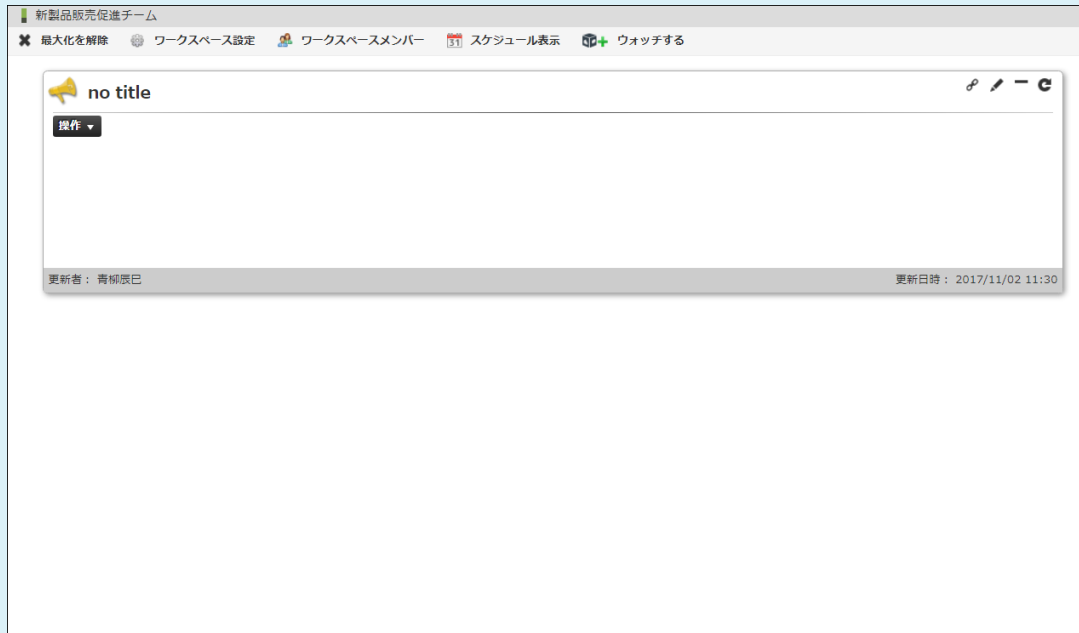 新製品販売促進チーム
最大化を解除 ワークスペース設定 ワークスペースメンバー 31 スケジュール表示 ウォッチする
no title
操作 ▼
更新者： 青柳辰巳 更新日時： 2017/11/02 11:30